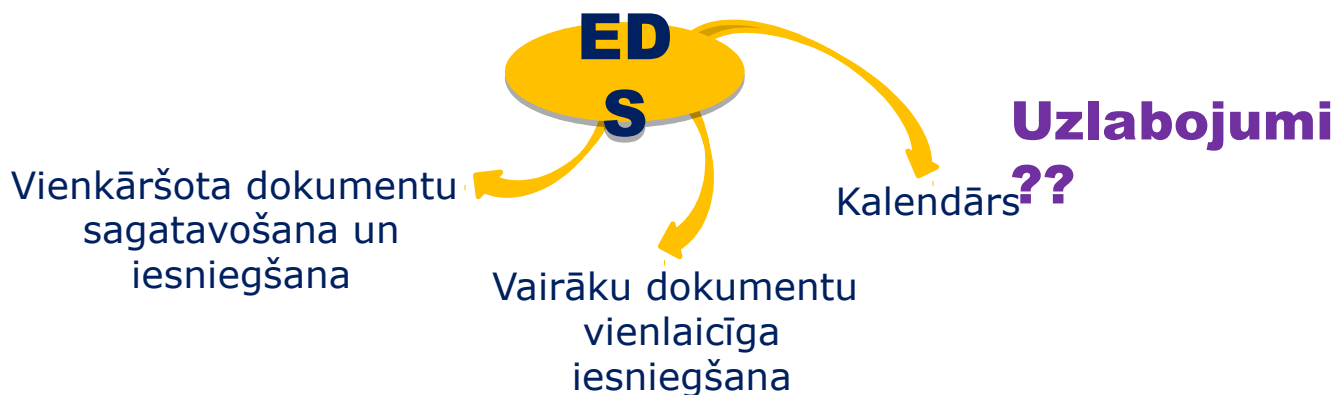 ED
S
Uzlabojumi
??
Vienkāršota dokumentu
sagatavošana un
iesniegšana
Kalendārs
Vairāku dokumentu
vienlaicīga
iesniegšana